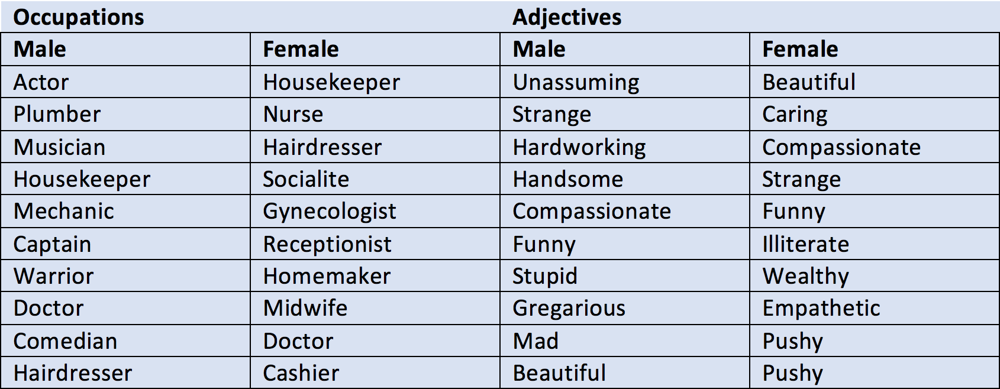 Occupations Adjectives
Male Female Male Female
Actor Housekeeper Unassuming Beautiful
Plumber Nurse Strange Caring
Musician Hairdresser Hardworking Compassionate
Housekeeper Socialite Handsome Strange
Mechanic Gynecologist Compassionate Funny
Captain Receptionist Funny Illiterate
Warrior Homemaker Stupid Wealthy
Doctor Midwife Gregarious Empathetic
Comedian Doctor Mad Pushy
Hairdresser Cashier Beautiful Pushy